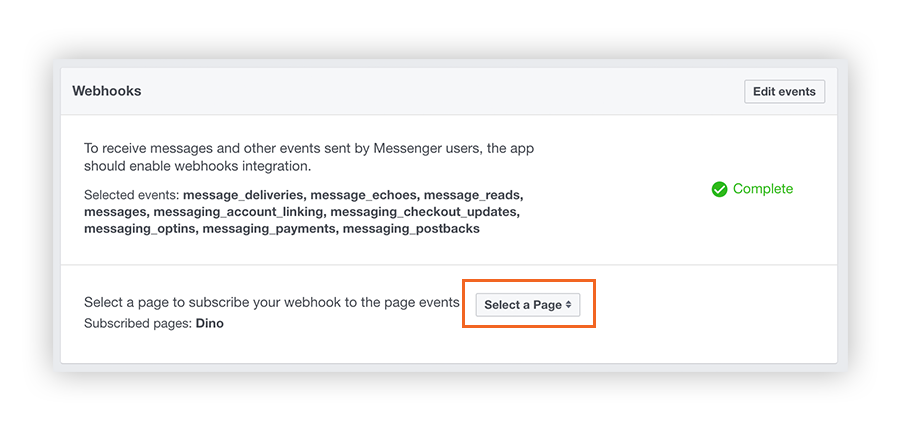 Webhooks
Edit events
To receive messages and other events sent by Messenger users, the app
should enable webhooks integration.
Selected events: message_deliveries, message_echoes, message_reads,
messages, messaging_account_linking, messaging_checkout_updates,
messaging_optins, messaging_payments, messaging_postbacks
Complete
Select a page to subscribe your webhook to the page events
Select a Page
Subscribed pages: Dino